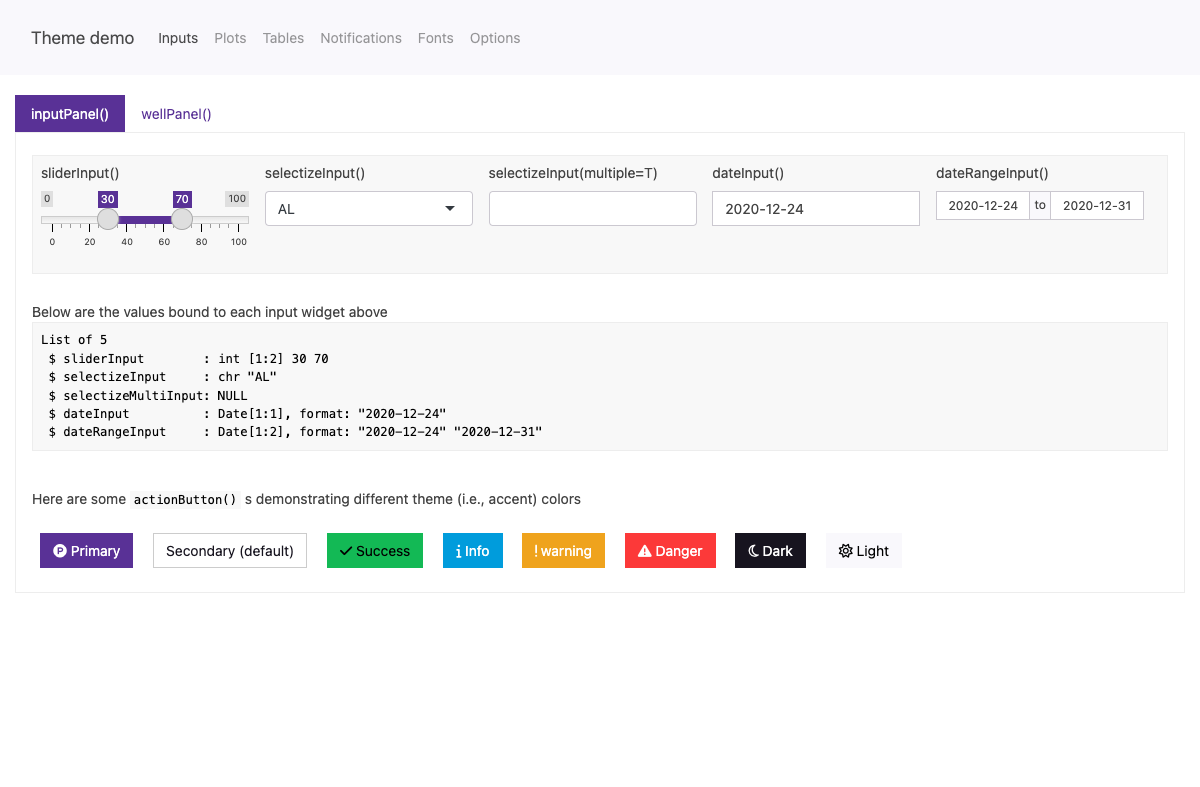 Theme demo Inputs Plots Tables Notifications Fonts Options
inputPanel() wellPanel()
sliderInput() selectizeInput() selectizeInput(multiple=T) dateInput() dateRangeInput()
0 30 70 100
AL 2020-12-24 2020-12-24 to 2020-12-31
0 20 40 60 80 100
Below are the values bound to each input widget above
List of 5
 $ sliderInput        : int [1:2] 30 70
 $ selectizeInput     : chr "AL"
 $ selectizeMultiInput: NULL
 $ dateInput          : Date[1:1], format: "2020-12-24"
 $ dateRangeInput     : Date[1:2], format: "2020-12-24" "2020-12-31"
Here are some actionButton() s demonstrating different theme (i.e., accent) colors
Primary Secondary (default) Success Info warning Danger Dark Light